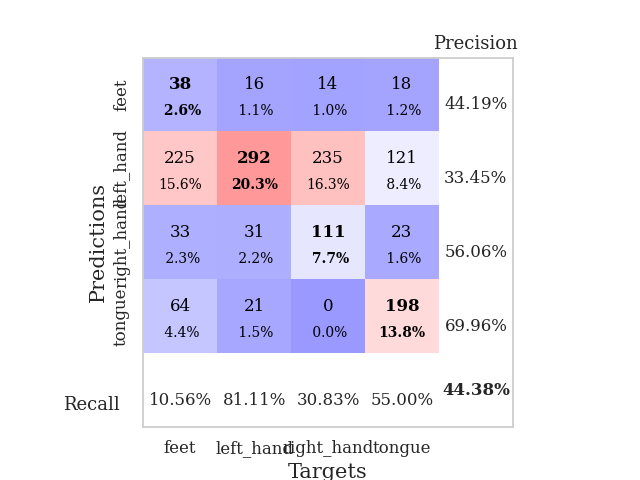 Precision
feet 38 16 14 18 44.19%
2.6% 1.1% 1.0% 1.2%
left_hand 225 292 235 121 33.45%
15.6% 20.3% 16.3% 8.4%
right_hand 33 31 111 23 56.06%
2.3% 2.2% 7.7% 1.6%
tongue 64 21 0 198 69.96%
4.4% 1.5% 0.0% 13.8%
Predictions
Recall 10.56% 81.11% 30.83% 55.00% 44.38%
feet left_hand right_hand tongue
Targets